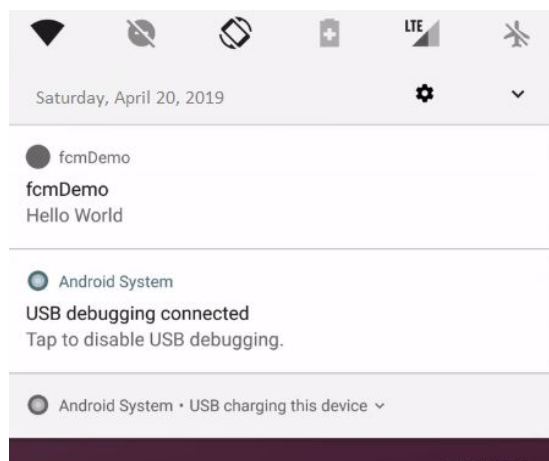 LTE
Saturday, April 20, 2019
fcmDemo
fcmDemo
Hello World
Android System
USB debugging connected
Tap to disable USB debugging.
Android System • USB charging this device